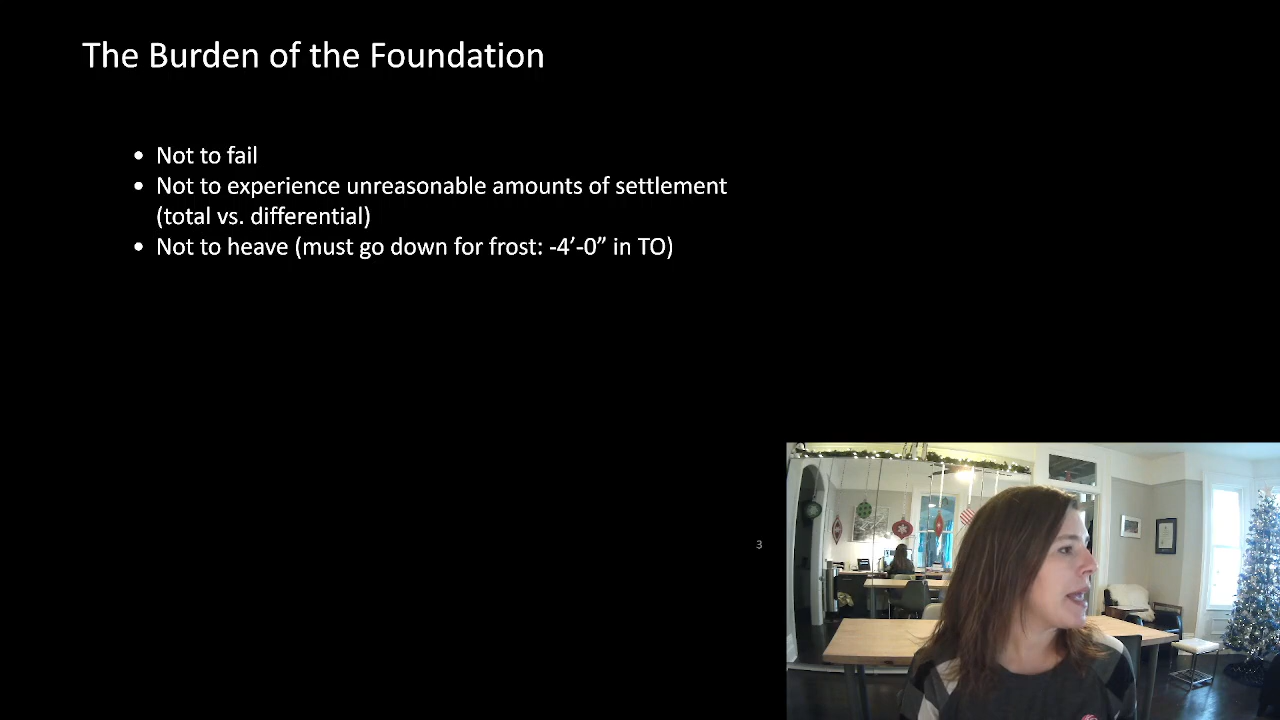 The Burden of the Foundation
• Not to fail
• Not to experience unreasonable amounts of settlement
(total vs. differential)
• Not to heave (must go down for frost: -4’-0” in TO)
3